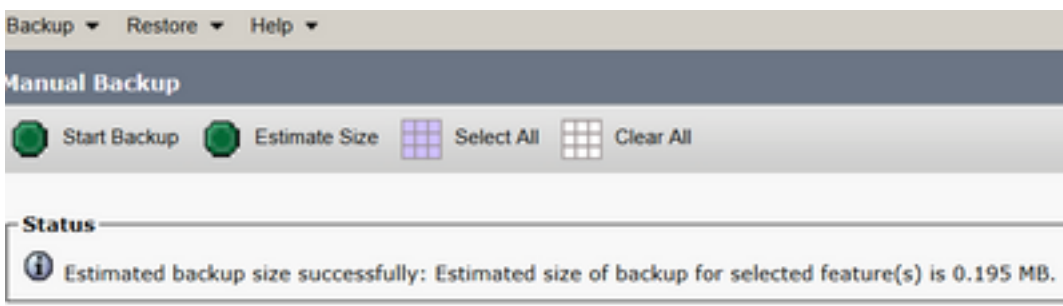 Backup Restore Help
Manual Backup
Start Backup Estimate Size Select All Clear All
Status
Estimated backup size successfully: Estimated size of backup for selected feature(s) is 0.195 MB.